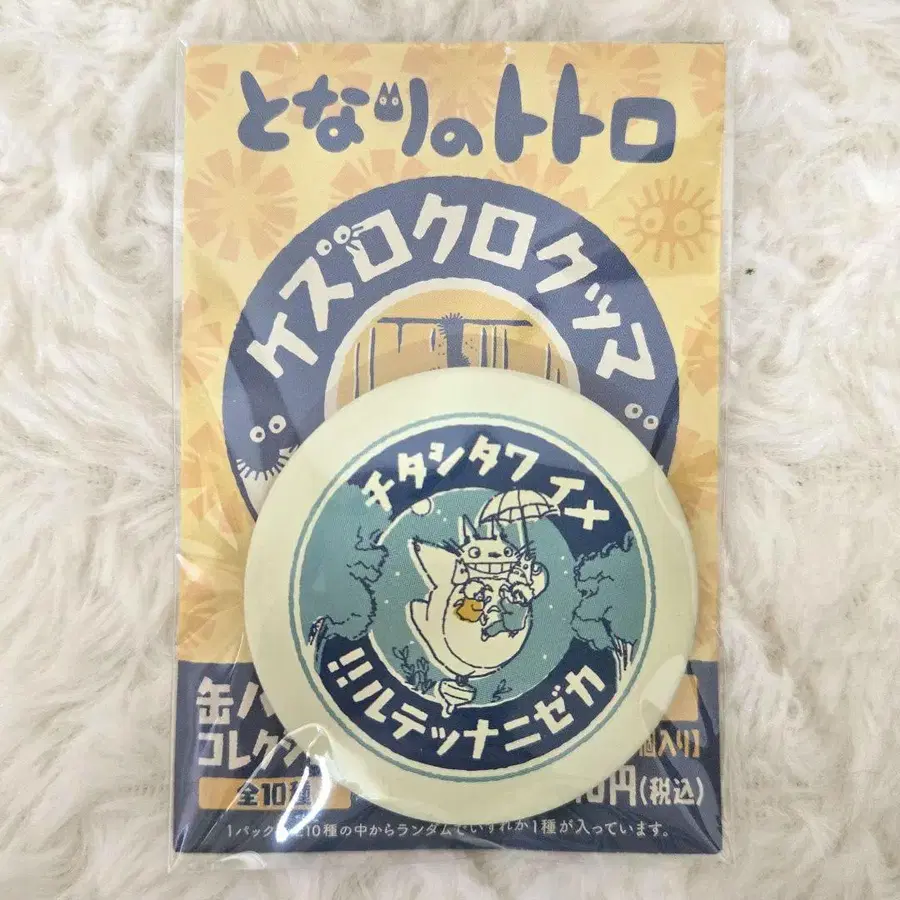 となりのトトロ
ケスロクロクッマ
チタシタワ イメ
!!ルテッナニゼカ
缶
コレク
個入り】
全10種
0円(税込)
1パック 10種の中からランダムでいずれか1種が入っています。